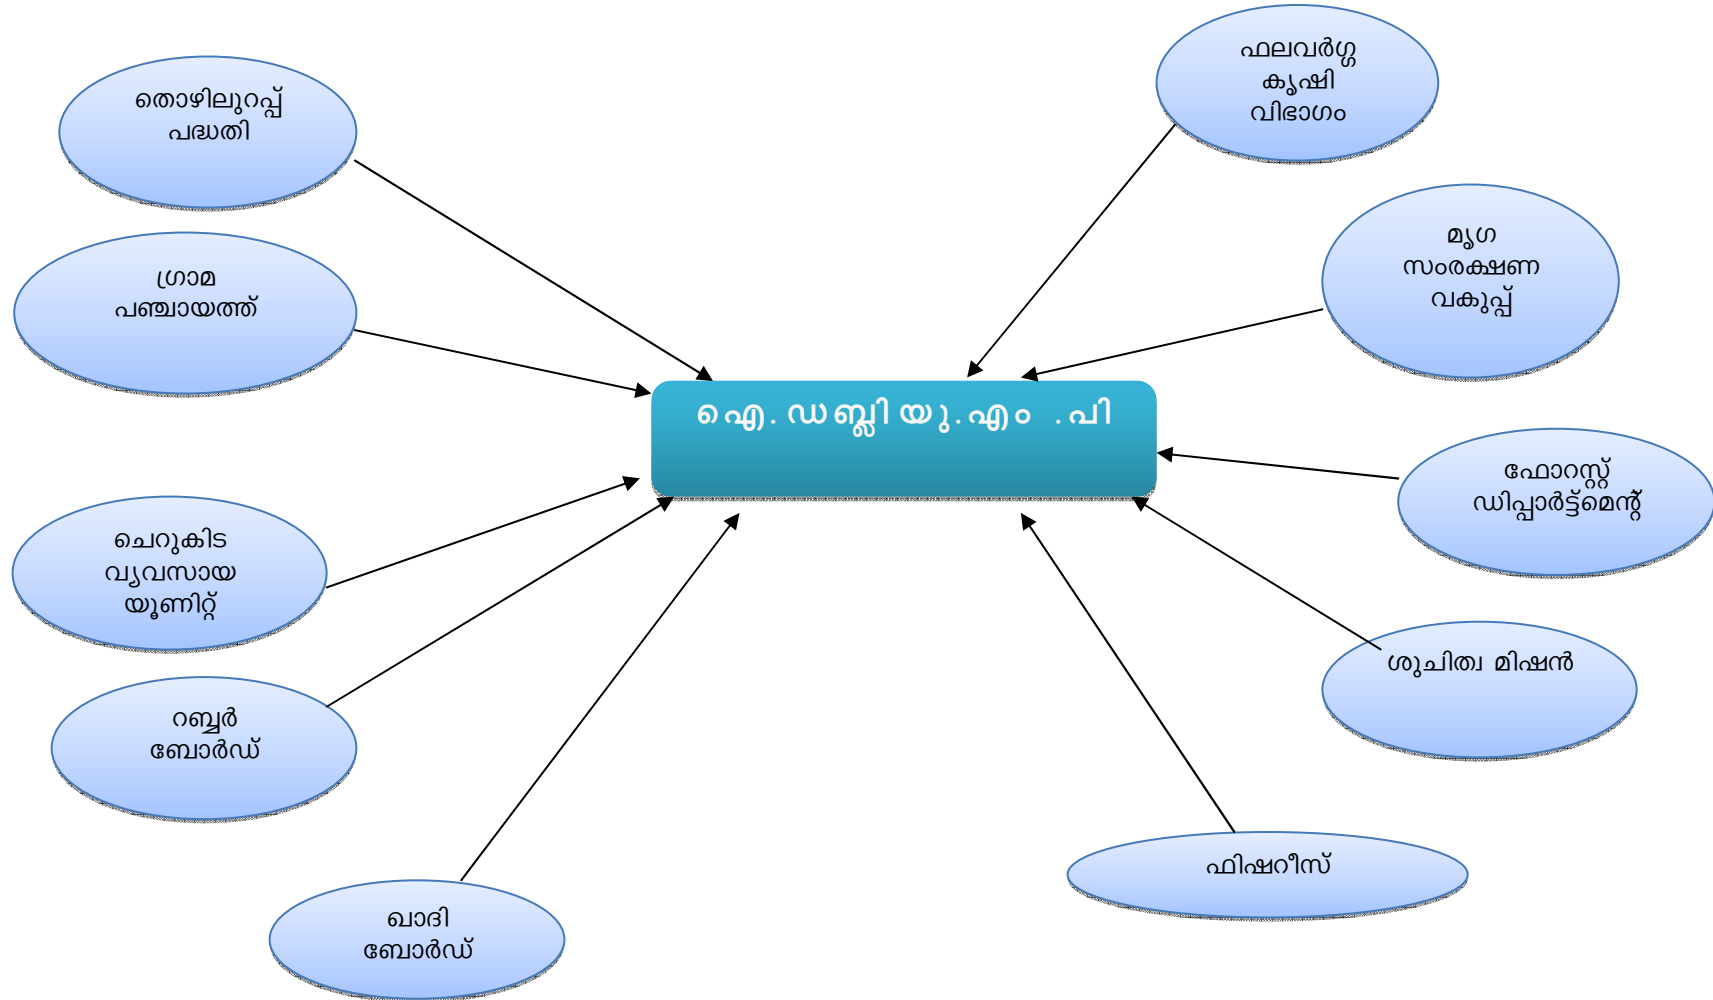 തൊഴിലുറപ്പ്
പദ്ധതി
ഗ്രാമ
പഞ്ചായത്ത്
ഫലവർഗ്ഗ
കൃഷി
വിഭാഗം
മൃഗ
സംരക്ഷണ
വകുപ്പ്
ഐ.ഡബ്ലിയു.എം .പി
ഫോറസ്റ്റ്
ഡിപ്പാർട്ട്മെന്റ്
ചെറുകിട
വ്യവസായ
യൂണിറ്റ്
ശുചിത്വ മിഷൻ
റബ്ബർ
ബോർഡ്
ഫിഷറീസ്
ഖാദി
ബോർഡ്